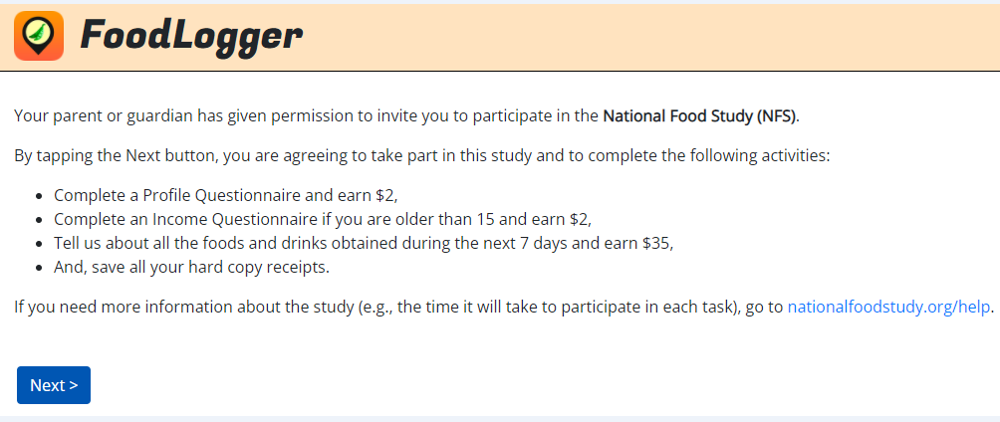 FoodLogger
Your parent or guardian has given permission to invite you to participate in the National Food Study (NFS).
By tapping the Next button, you are agreeing to take part in this study and to complete the following activities:
• Complete a Profile Questionnaire and earn $2,
• Complete an Income Questionnaire if you are older than 15 and earn $2,
• Tell us about all the foods and drinks obtained during the next 7 days and earn $35,
• And, save all your hard copy receipts.
If you need more information about the study (e.g., the time it will take to participate in each task), go to nationalfoodstudy.org/help.
Next >